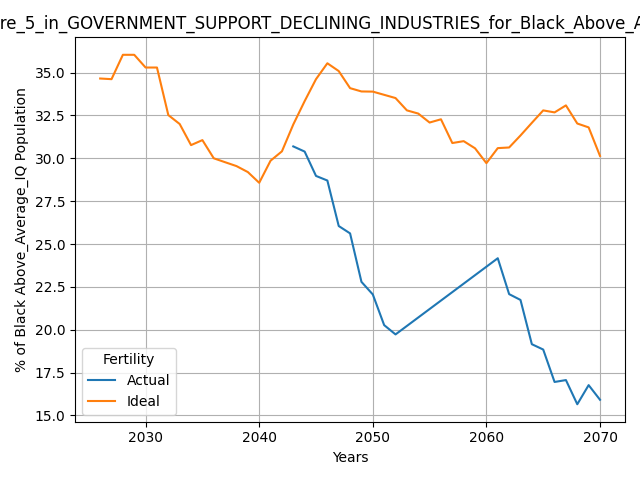 re_5_in_GOVERNMENT_SUPPORT_DECLINING_INDUSTRIES_for_Black_Above_A
% of Black Above_Average_IQ Population
35.0
32.5
30.0
27.5
25.0
22.5
20.0
17.5
15.0
Fertility
Actual
Ideal
2030 2040 2050 2060 2070
Years